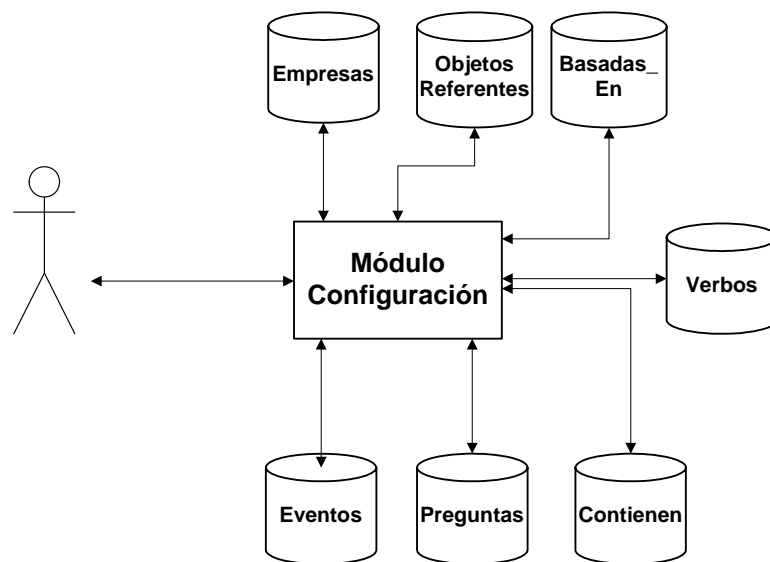 Empresas
Objetos
Referentes
Basadas_
En
Módulo
Configuración
Verbos
Eventos
Preguntas
Contienen